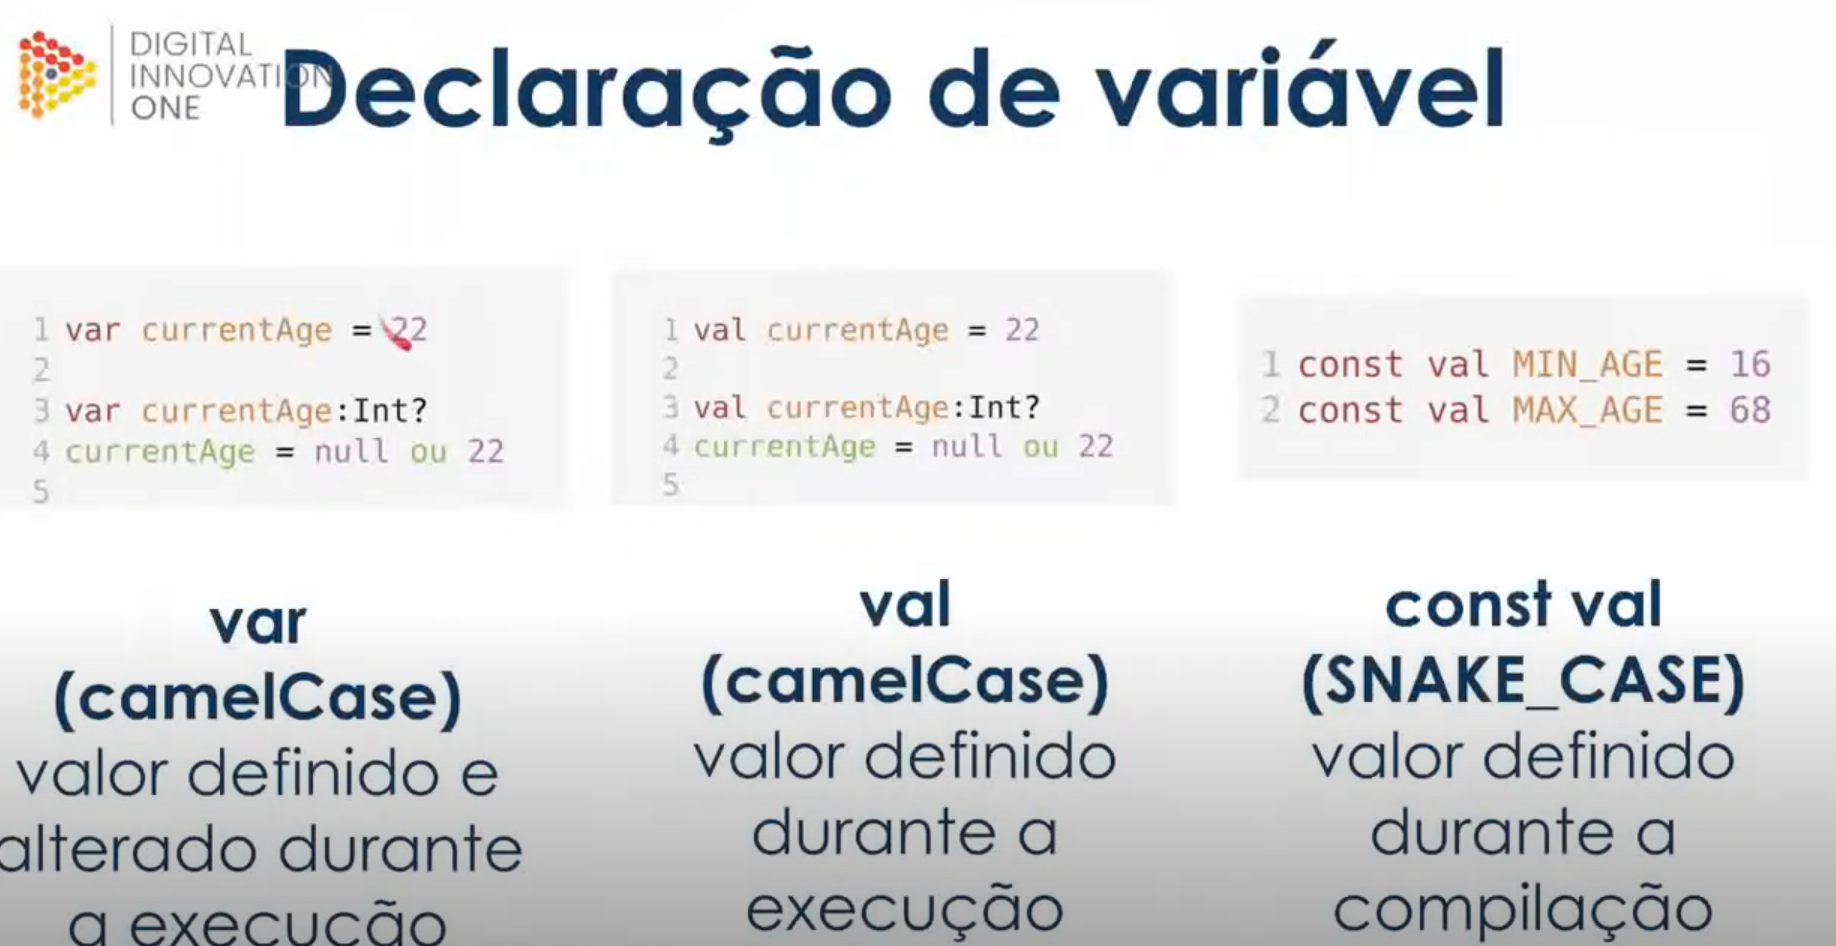 DIGITAL
INNOVATION
ONE
Declaração de variável
1 var currentAge = 22
2
3 var currentAge:Int?
4 currentAge = null ou 22
5
1 val currentAge = 22
2
3 val currentAge:Int?
4 currentAge = null ou 22
5
1 const val MIN_AGE = 16
2 const val MAX_AGE = 68
var
(camelCase)
valor definido e
alterado durante
a execução
val
(camelCase)
valor definido
durante a
execução
const val
(SNAKE_CASE)
valor definido
durante a
compilação